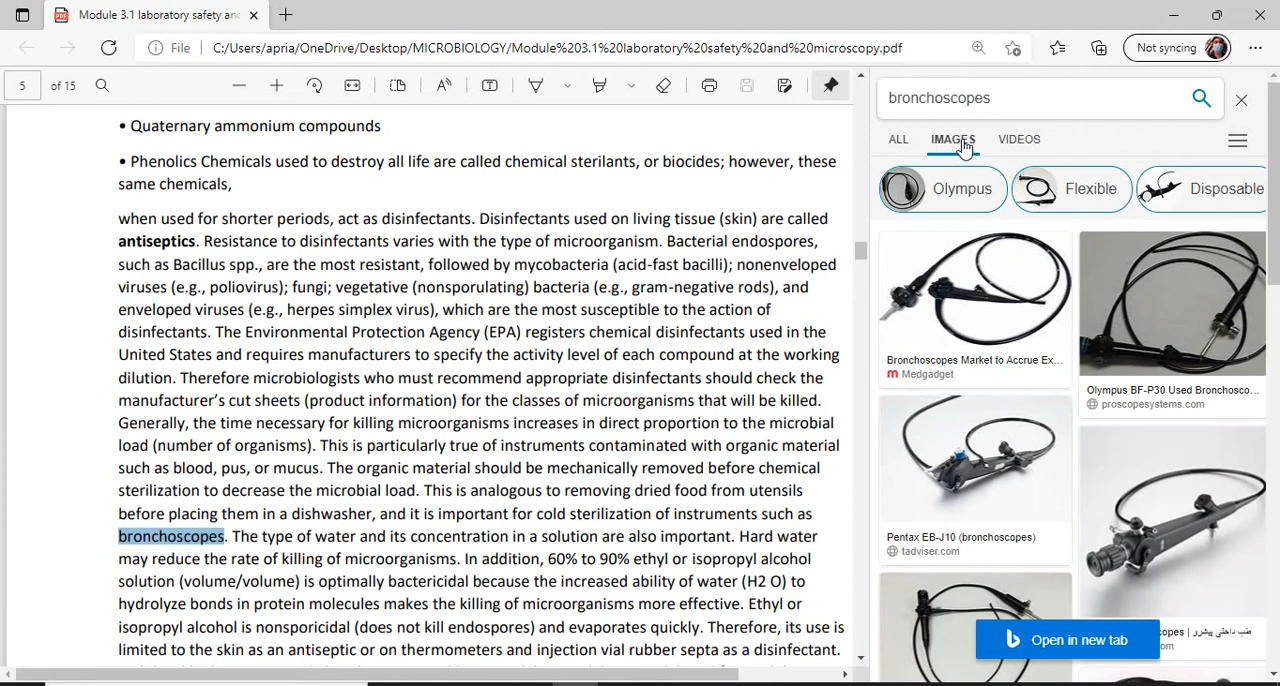 Module 3.1 laboratory safety and
Not syncing
File
C:/Users/apria/OneDrive/Desktop/MICROBIOLOGY/Module%203.1%20laboratory%20safety%20and%20microscopy.pdf
5 of 15
• Quaternary ammonium compounds
• Phenolics Chemicals used to destroy all life are called chemical sterilants, or biocides; however, these
same chemicals,
when used for shorter periods, act as disinfectants. Disinfectants used on living tissue (skin) are called
antiseptics. Resistance to disinfectants varies with the type of microorganism. Bacterial endospores,
such as Bacillus spp., are the most resistant, followed by mycobacteria (acid-fast bacilli); nonenveloped
viruses (e.g., poliovirus); fungi; vegetative (nonsporulating) bacteria (e.g., gram-negative rods), and
enveloped viruses (e.g., herpes simplex virus), which are the most susceptible to the action of
disinfectants. The Environmental Protection Agency (EPA) registers chemical disinfectants used in the
United States and requires manufacturers to specify the activity level of each compound at the working
dilution. Therefore microbiologists who must recommend appropriate disinfectants should check the
manufacturer's cut sheets (product information) for the classes of microorganisms that will be killed.
Generally, the time necessary for killing microorganisms increases in direct proportion to the microbial
load (number of organisms). This is particularly true of instruments contaminated with organic material
such as blood, pus, or mucus. The organic material should be mechanically removed before chemical
sterilization to decrease the microbial load. This is analogous to removing dried food from utensils
before placing them in a dishwasher, and it is important for cold sterilization of instruments such as
bronchoscopes. The type of water and its concentration in a solution are also important. Hard water
may reduce the rate of killing of microorganisms. In addition, 60% to 90% ethyl or isopropyl alcohol
solution (volume/volume) is optimally bactericidal because the increased ability of water (H2 O) to
hydrolyze bonds in protein molecules makes the killing of microorganisms more effective. Ethyl or
isopropyl alcohol is nonsporicidal (does not kill endospores) and evaporates quickly. Therefore, its use is
limited to the skin as an antiseptic or on thermometers and injection vial rubber septa as a disinfectant.
bronchoscopes
ALL IMAGES VIDEOS
Olympus Flexible Disposable
Bronchoscopes Market to Accrue Ex...
Medgadget
Olympus BF-P30 Used Bronchosco...
proscopesystems.com
Pentax EB-J10 (bronchoscopes)
tadviser.com
copes | طب داخلی پیشرو
Open in new tab